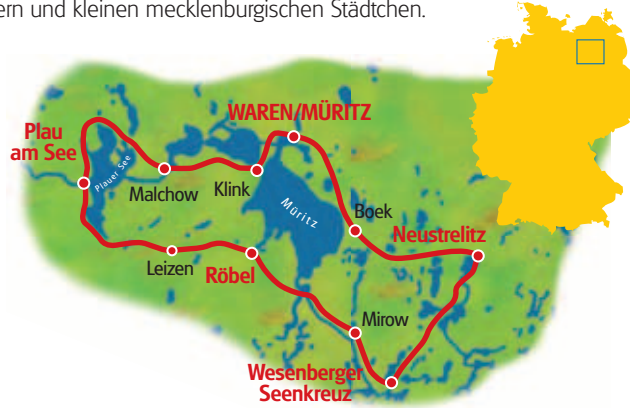 ern und kleinen mecklenburgischen Städtchen.
WAREN/MÜRITZ
Plau
am See
Plauer See
Malchow
Klink
Müritz
Boek
Neustrelitz
Leizen
Röbel
Mirow
Wesenberger
Seenkreuz